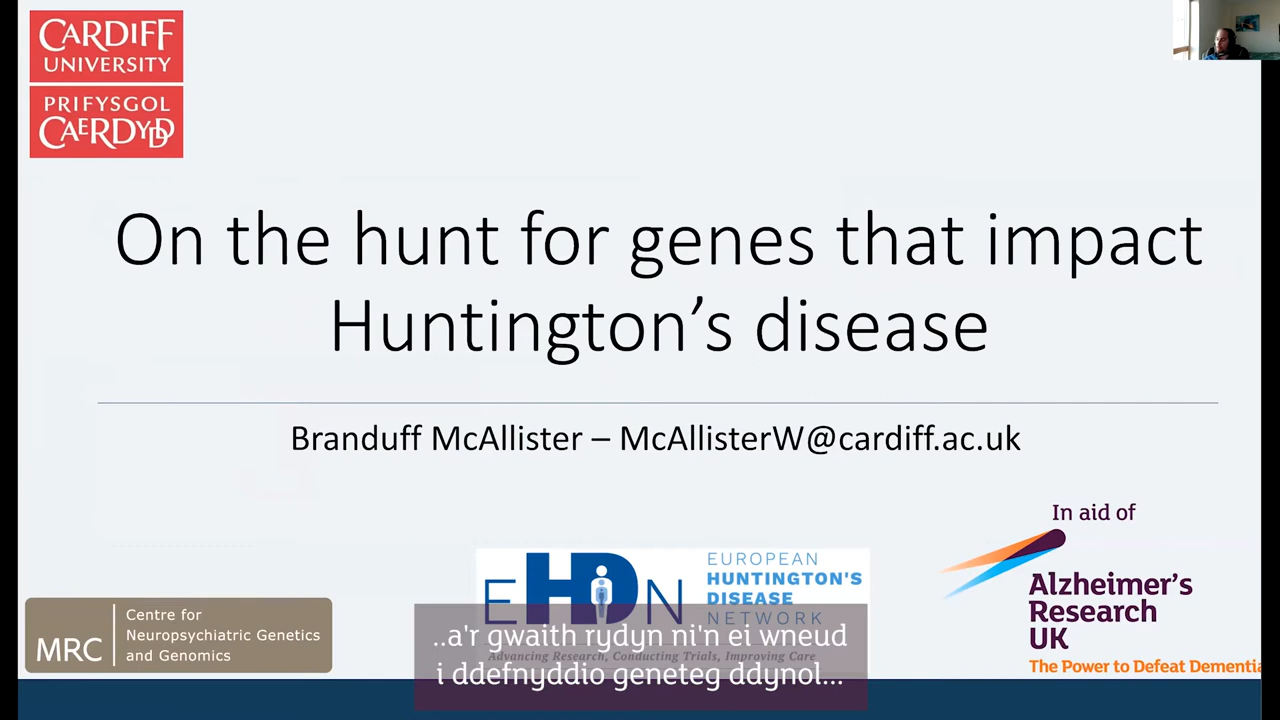 CARDIFF
UNIVERSITY
PRIFYSGOL
CAERDYDD
On the hunt for genes that impact
Huntington's disease
Branduff McAllister – McAllisterW@cardiff.ac.uk
In aid of
Alzheimer's
Research
UK
The Power to Defeat Dementia
EHDN
EUROPEAN
HUNTINGTON'S
DISEASE
NETWORK
Advancing Research, Conducting Trials, Improving Care
MRC
Centre for
Neuropsychiatric Genetics
and Genomics
..a'r gwaith rydyn ni'n ei wneud
i ddefnyddio geneteg ddynol...